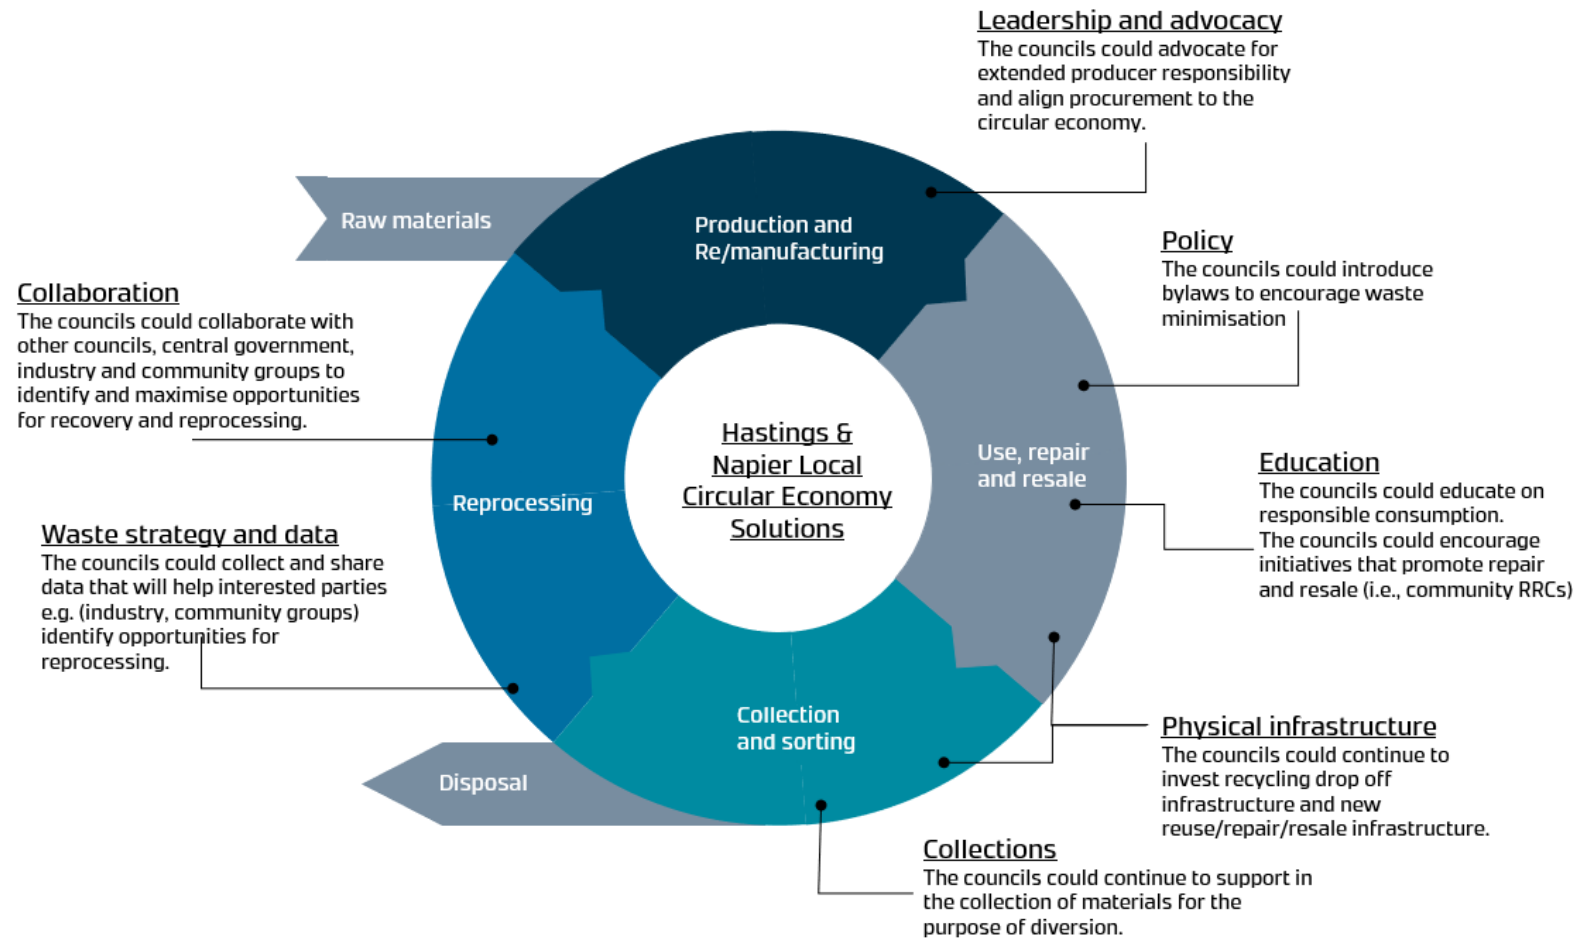 Leadership and advocacy
The councils could advocate for
extended producer responsibility
and align procurement to the
circular economy.
Raw materials
Production and
Re/manufacturing
Policy
The councils could introduce
bylaws to encourage waste
minimisation
Collaboration
The councils could collaborate with
other councils, central government,
industry and community groups to
identify and maximise opportunities
for recovery and reprocessing.
Hastings &
Napier Local
Circular Economy
Solutions
Use, repair
and resale
Education
The councils could educate on
responsible consumption.
The councils could encourage
initiatives that promote repair
and resale (i.e., community RRCs)
Reprocessing
Waste strategy and data
The councils could collect and share
data that will help interested parties
e.g. (industry, community groups)
identify opportunities for
reprocessing.
Collection
and sorting
Physical infrastructure
The councils could continue to
invest recycling drop off
infrastructure and new
reuse/repair/resale infrastructure.
Disposal
Collections
The councils could continue to support in
the collection of materials for the
purpose of diversion.